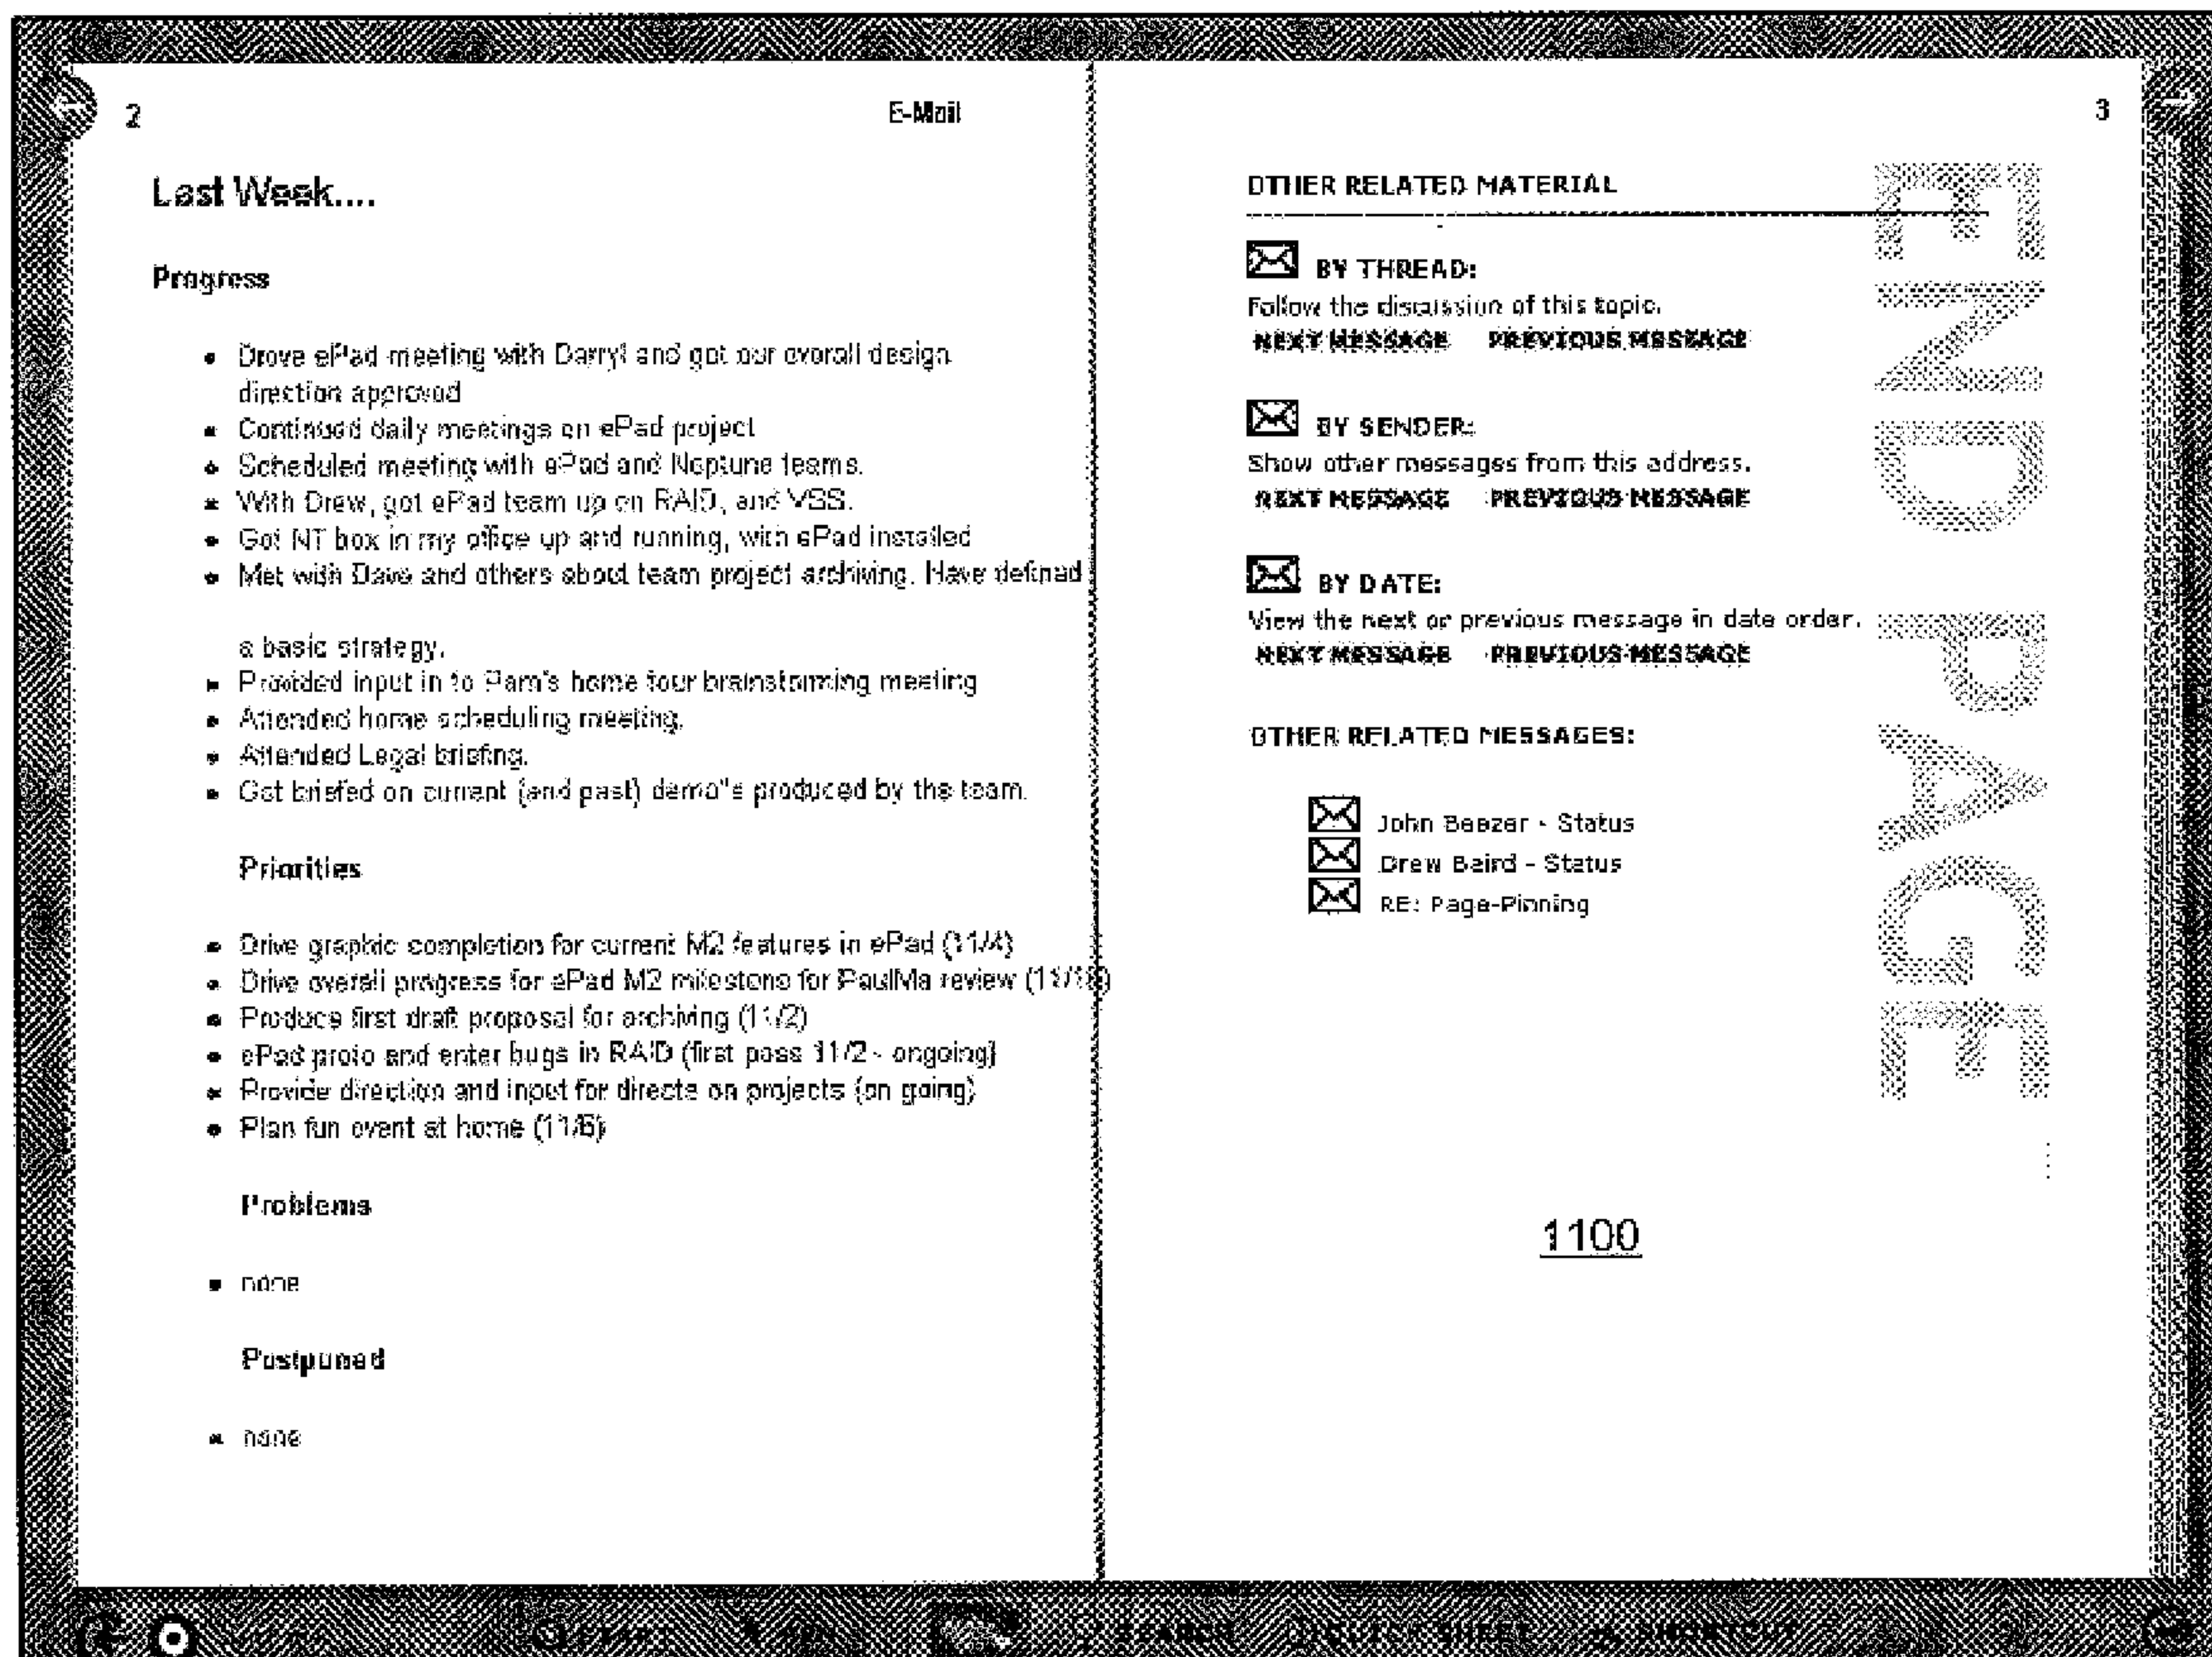 2
E-Mail
Last Week....
Progress
• Drove ePad meeting with Darryl and got our overall design
direction approved
• Continued daily meetings on ePad project
• Scheduled meeting with ePad and Neptune teams.
• With Drew, got ePad team up on RAID, and VSS.
• Got NT box in my office up and running, with ePad installed
• Met with Dave and others about team project archiving. Have defined
a basic strategy.
• Provided input in to Pam's home tour brainstorming meeting
• Attended home scheduling meeting.
• Attended Legal briefing.
• Got briefed on current (and past) demo"s produced by the team.
Priorities
• Drive graphic completion for current M2 features in ePad (11/4)
• Drive overall progress for ePad M2 milestone for PaulMa review
• Produce first draft proposal for archiving (11/2)
• ePad proto and enter bugs in RAID (first pass 11/2 - ongoing)
• Provide direction and input for directs on projects (on going)
• Plan fun event at home
Problems
• none
Postponed
• none
3
OTHER RELATED MATERIAL
BY THREAD:
Follow the discussion of this topic.
NEXT MESSAGE PREVIOUS MESSAGE
BY SENDER:
Show other messages from this address.
NEXT MESSAGE PREVIOUS MESSAGE
BY DATE:
View the next or previous message in date order.
NEXT MESSAGE PREVIOUS MESSAGE
OTHER RELATED MESSAGES:
John Beezer - Status
Drew Baird - Status
RE: Page-Pinning
END PAGE
1100
SEARCH
QUICK SHEET
SHORTCUT